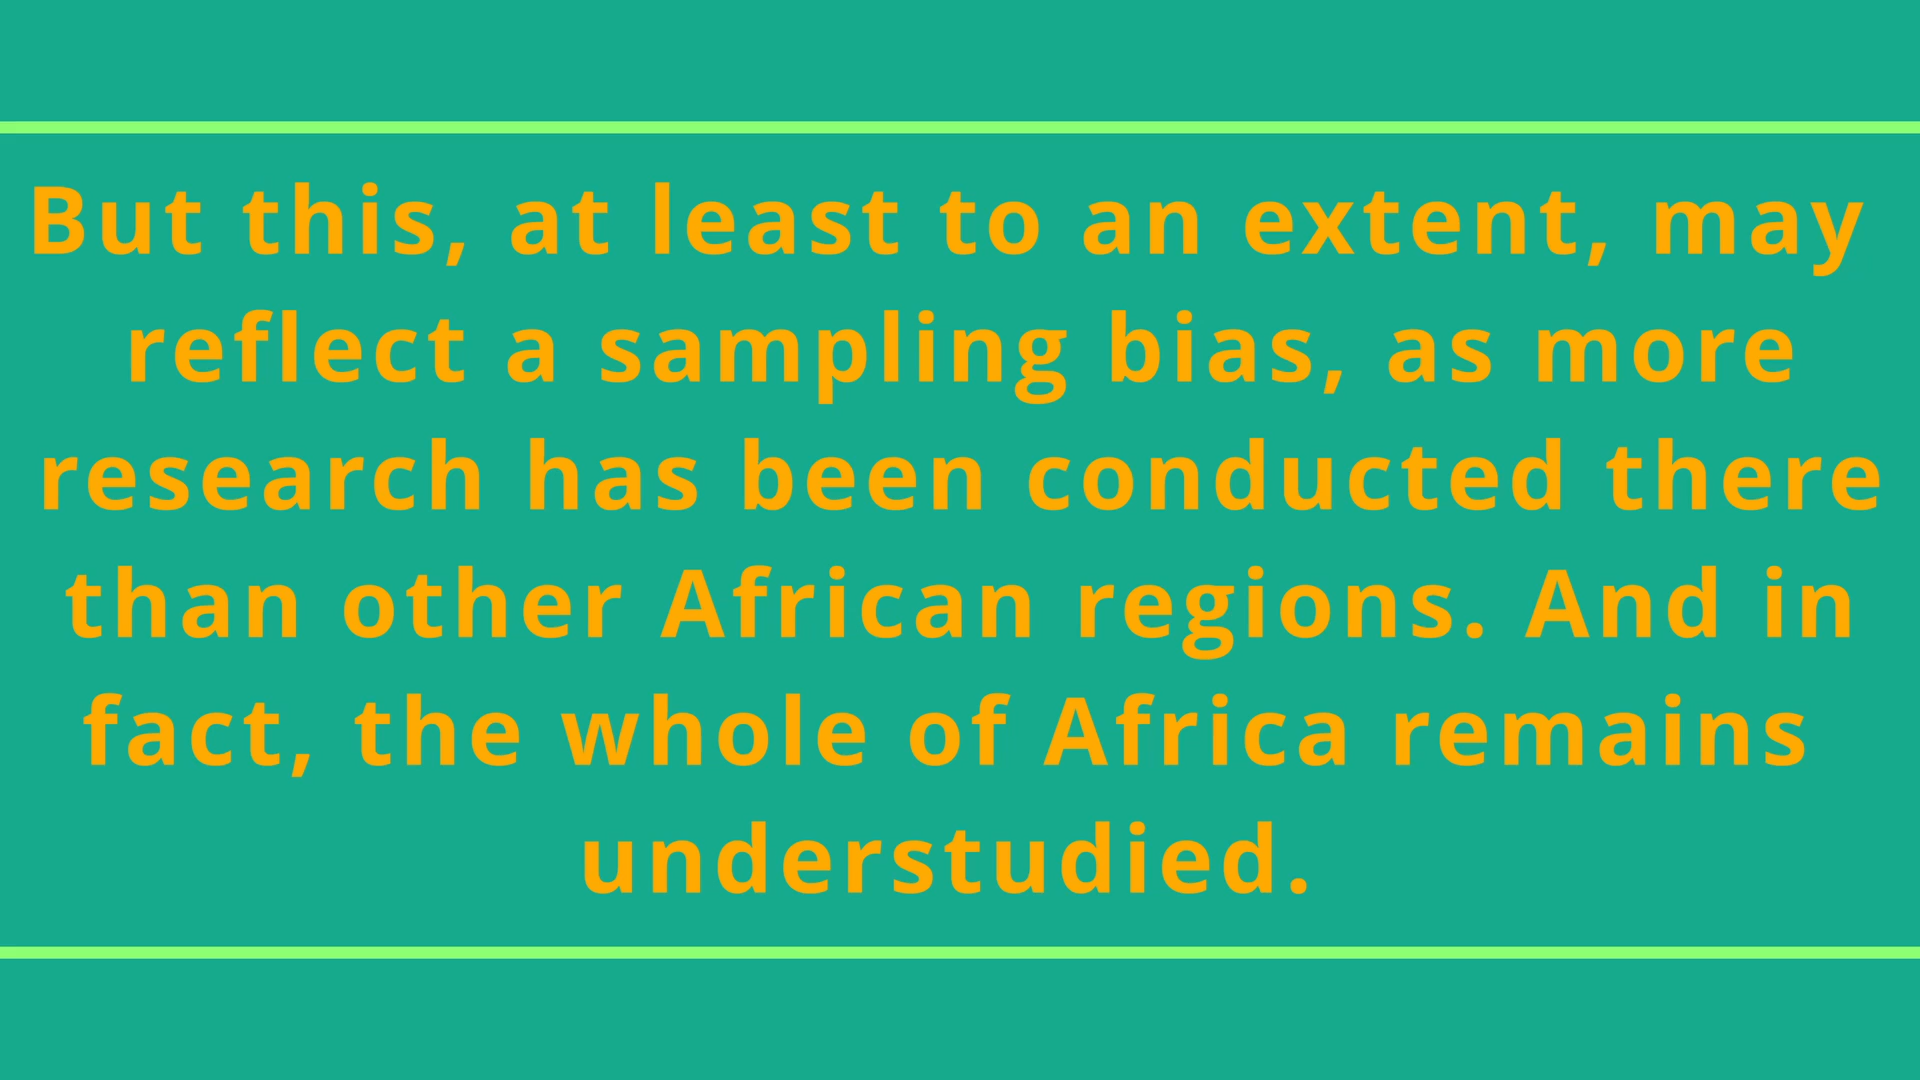 But this, at least to an extent, may
reflect a sampling bias, as more
research has been conducted there
than other African regions. And in
fact, the whole of Africa remains
understudied.